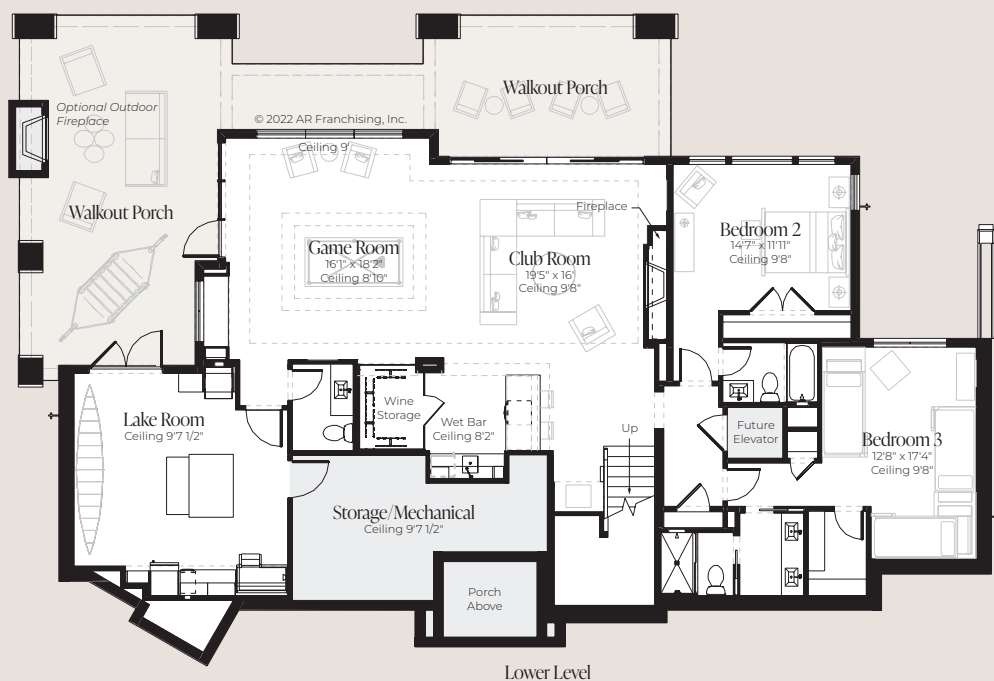 Walkout Porch
Optional Outdoor
Fireplace
© 2022 AR Franchising, Inc.
Ceiling 9'
Walkout Porch
Fireplace
Bedroom 2
14'7" x 11'11"
Ceiling 9'8"
Game Room
16'1" x 18'2"
Ceiling 8'10"
Club Room
19'5" x 16'
Ceiling 9'8"
Lake Room
Ceiling 9'7 1/2"
Wine
Storage
Wet Bar
Ceiling 8'2"
Up
Future
Elevator
Bedroom 3
12'8" x 17'4"
Ceiling 9'8"
Storage/Mechanical
Ceiling 9'7 1/2"
Porch
Above
Lower Level